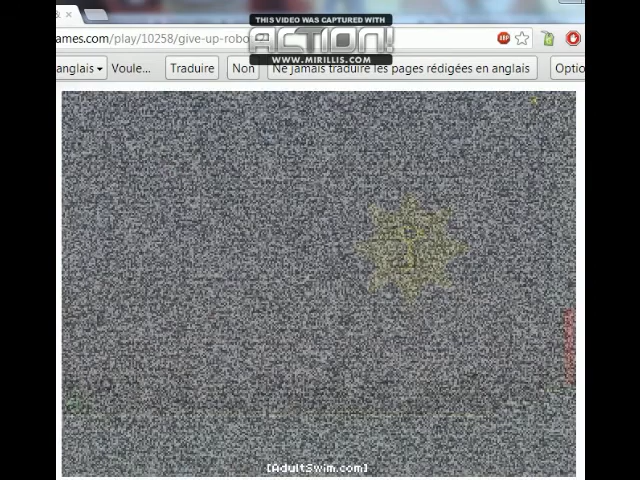 THIS VIDEO WAS CAPTURED WITH
ACTION!
WWW.MIRILLIS.COM
ames.com/play/10258/give-up-robo
ABP
anglais Voule... Traduire Non Ne jamais traduire les pages rédigées en anglais Optio
[AdultSwim.com]